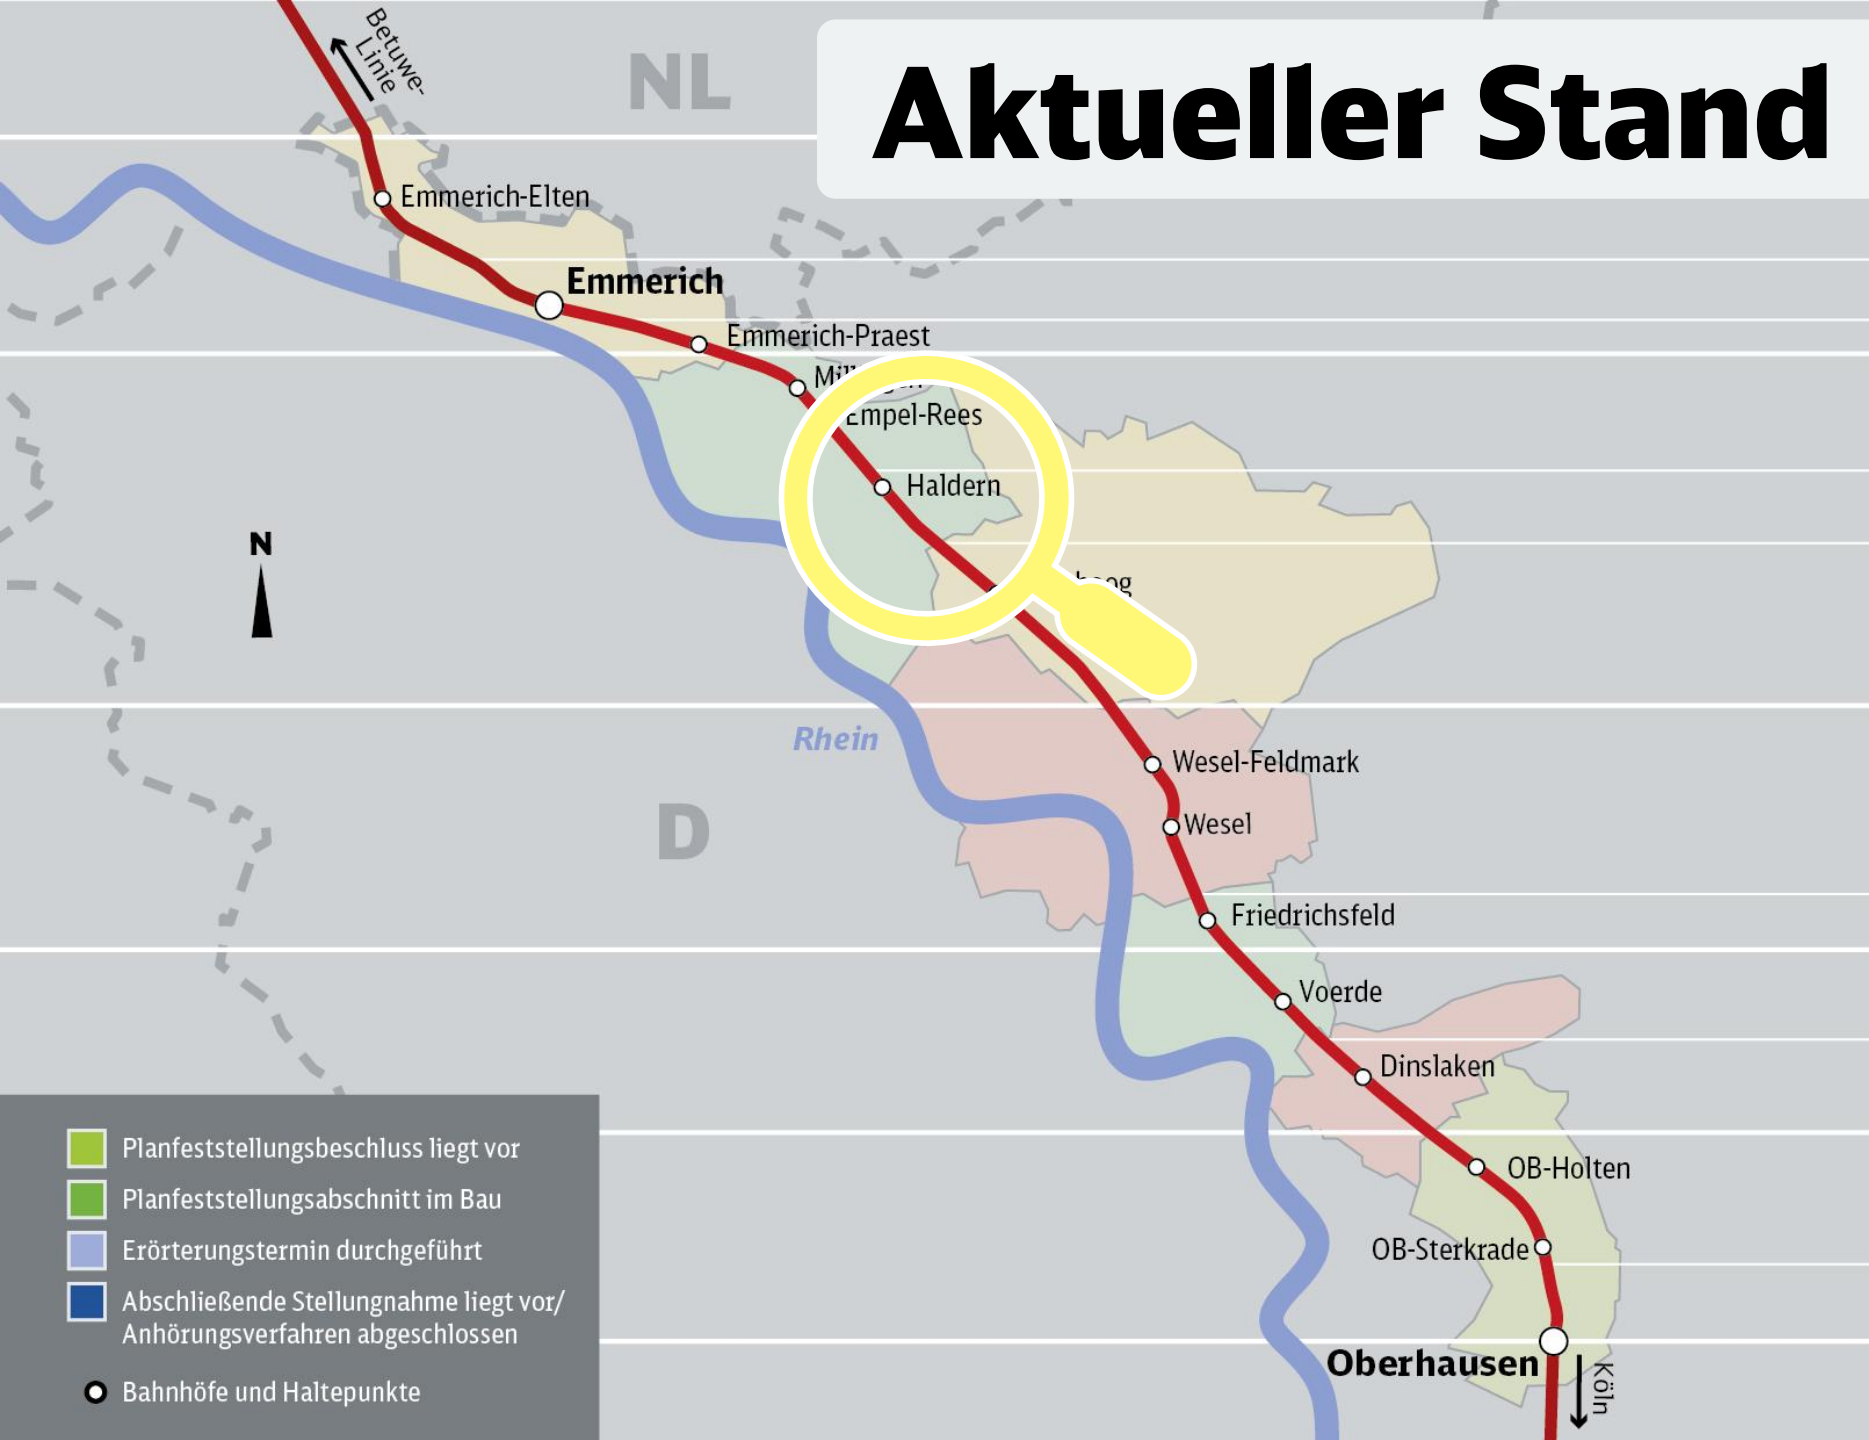 Betuwe-
Linie
NL
Aktueller Stand
Emmerich-Elten
Emmerich
Emmerich-Praest
Empel-Rees
Haldern
N
Rhein
D
Wesel-Feldmark
Wesel
Friedrichsfeld
Voerde
Dinslaken
OB-Holten
OB-Sterkrade
Oberhausen
Köln
Planfeststellungsbeschluss liegt vor
Planfeststellungsabschnitt im Bau
Erörterungstermin durchgeführt
Abschließende Stellungnahme liegt vor/
Anhörungsverfahren abgeschlossen
Bahnhöfe und Haltepunkte